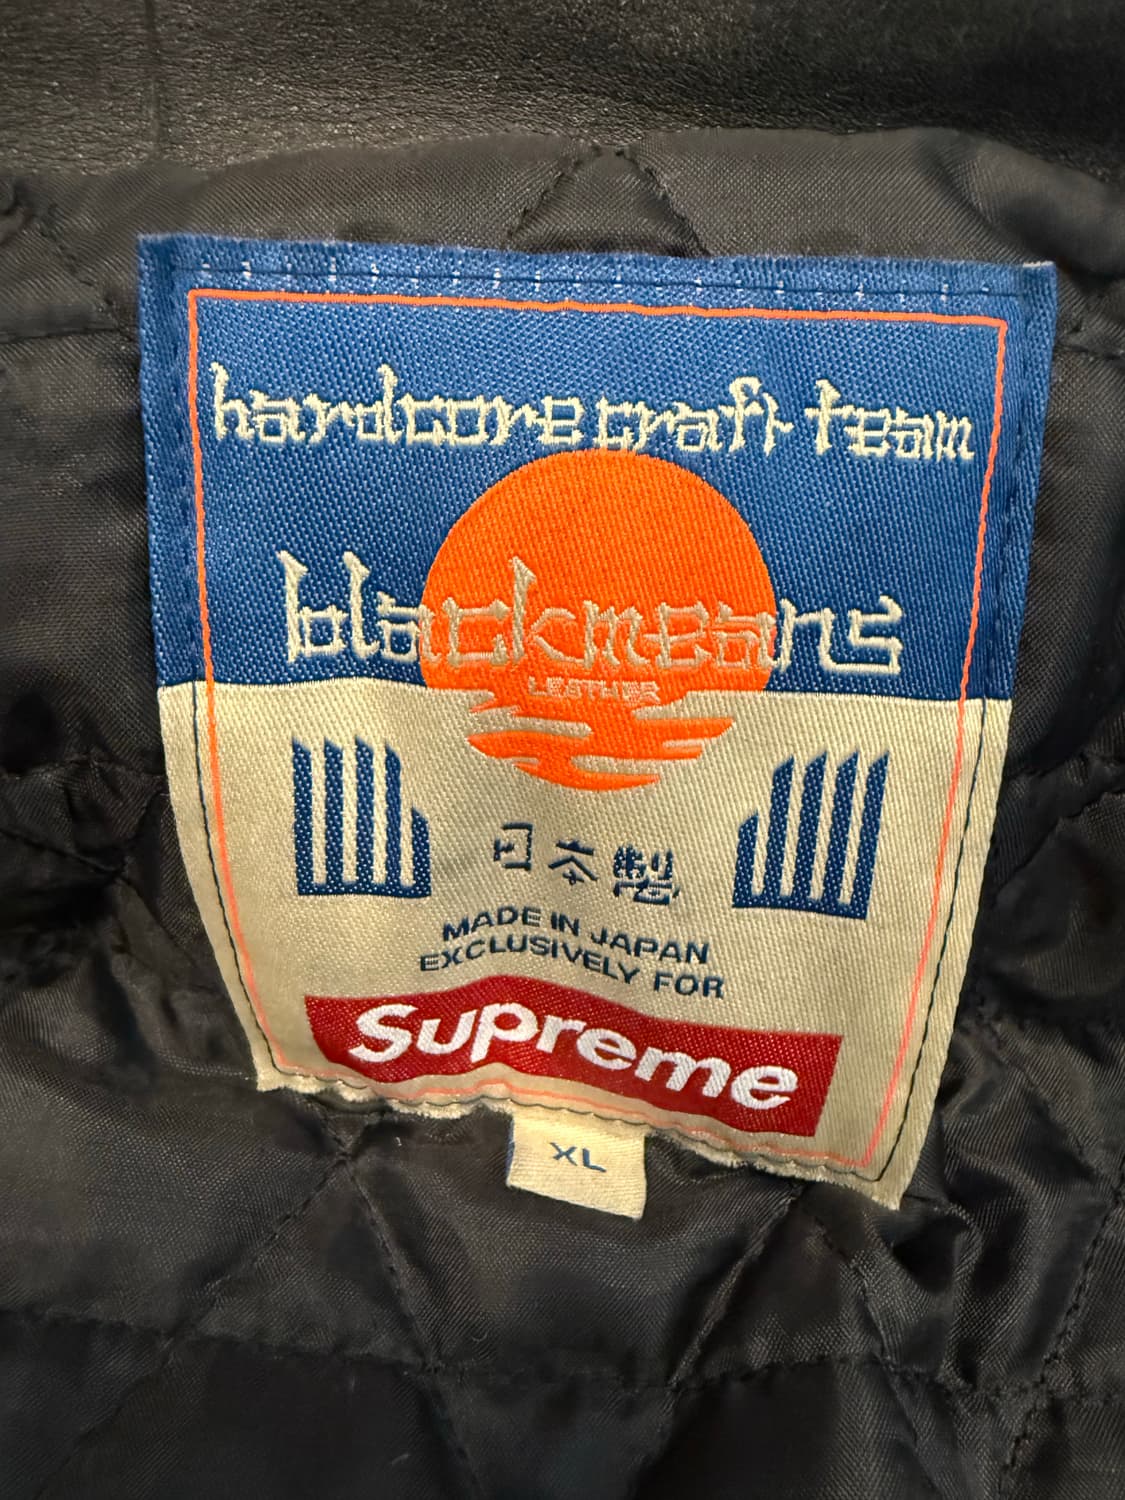 hardcore craft team
blackmeans
LEATHER
日本製
MADE IN JAPAN
EXCLUSIVELY FOR
Supreme
XL